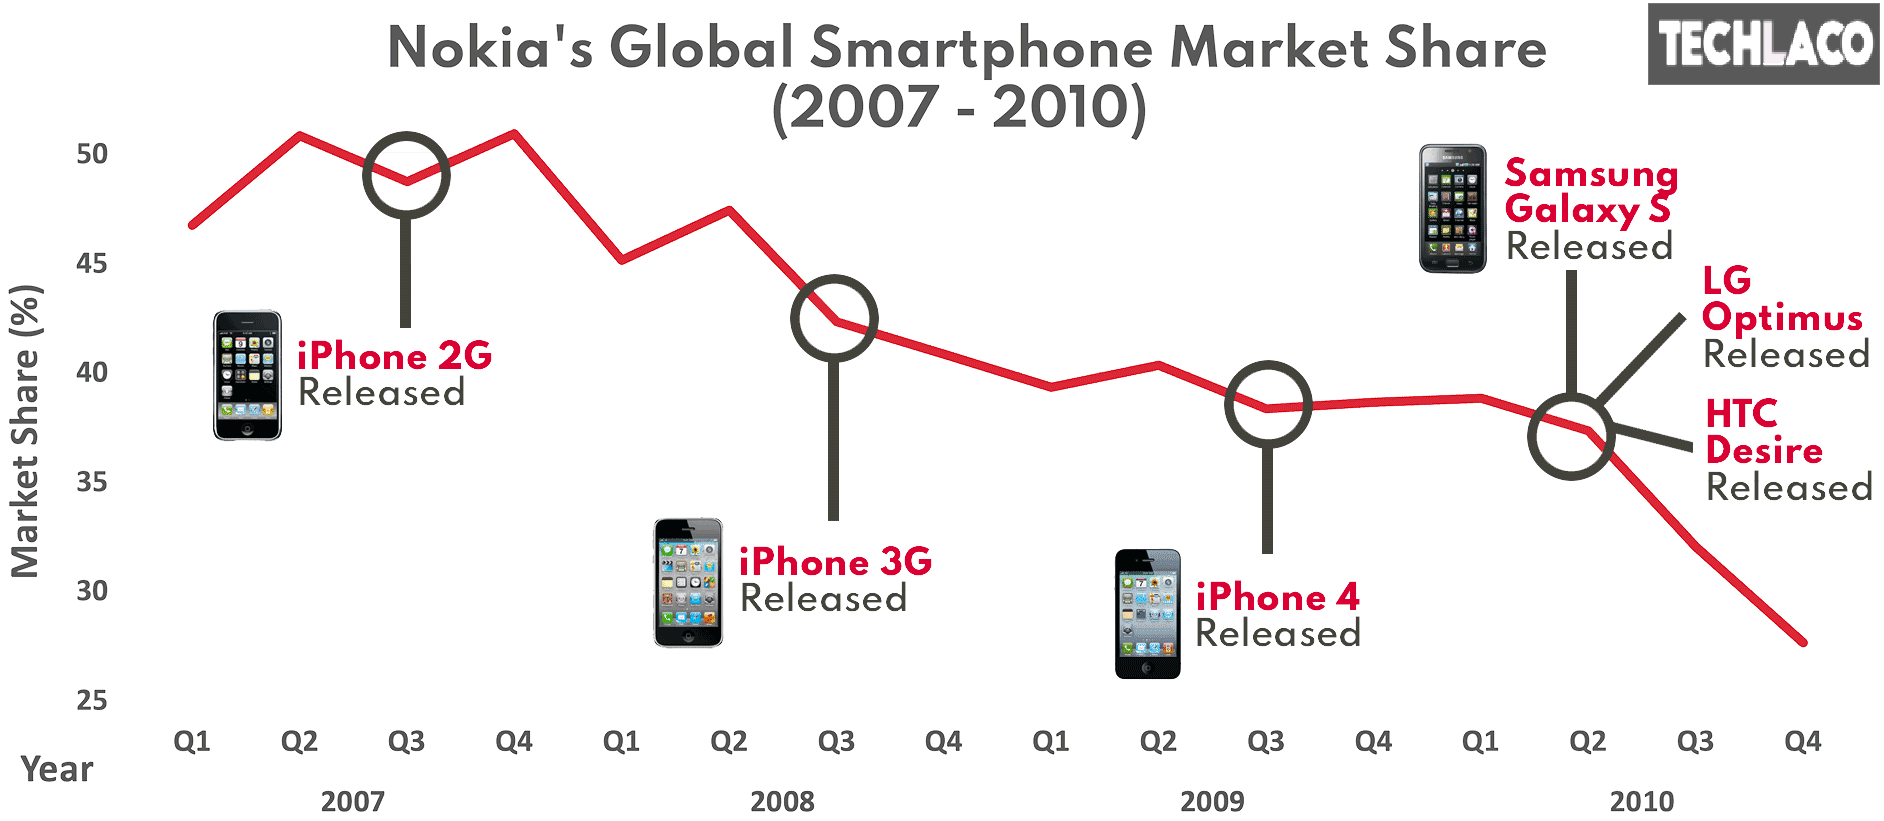 Nokia's Global Smartphone Market Share
(2007 - 2010)
TECHLACO
Market Share (%)
50
45
40
35
30
25
iPhone 2G
Released
iPhone 3G
Released
iPhone 4
Released
Samsung
Galaxy S
Released
LG
Optimus
Released
HTC
Desire
Released
Q1 Q2 Q3 Q4 Q1 Q2 Q3 Q4 Q1 Q2 Q3 Q4 Q1 Q2 Q3 Q4
Year
2007 2008 2009 2010